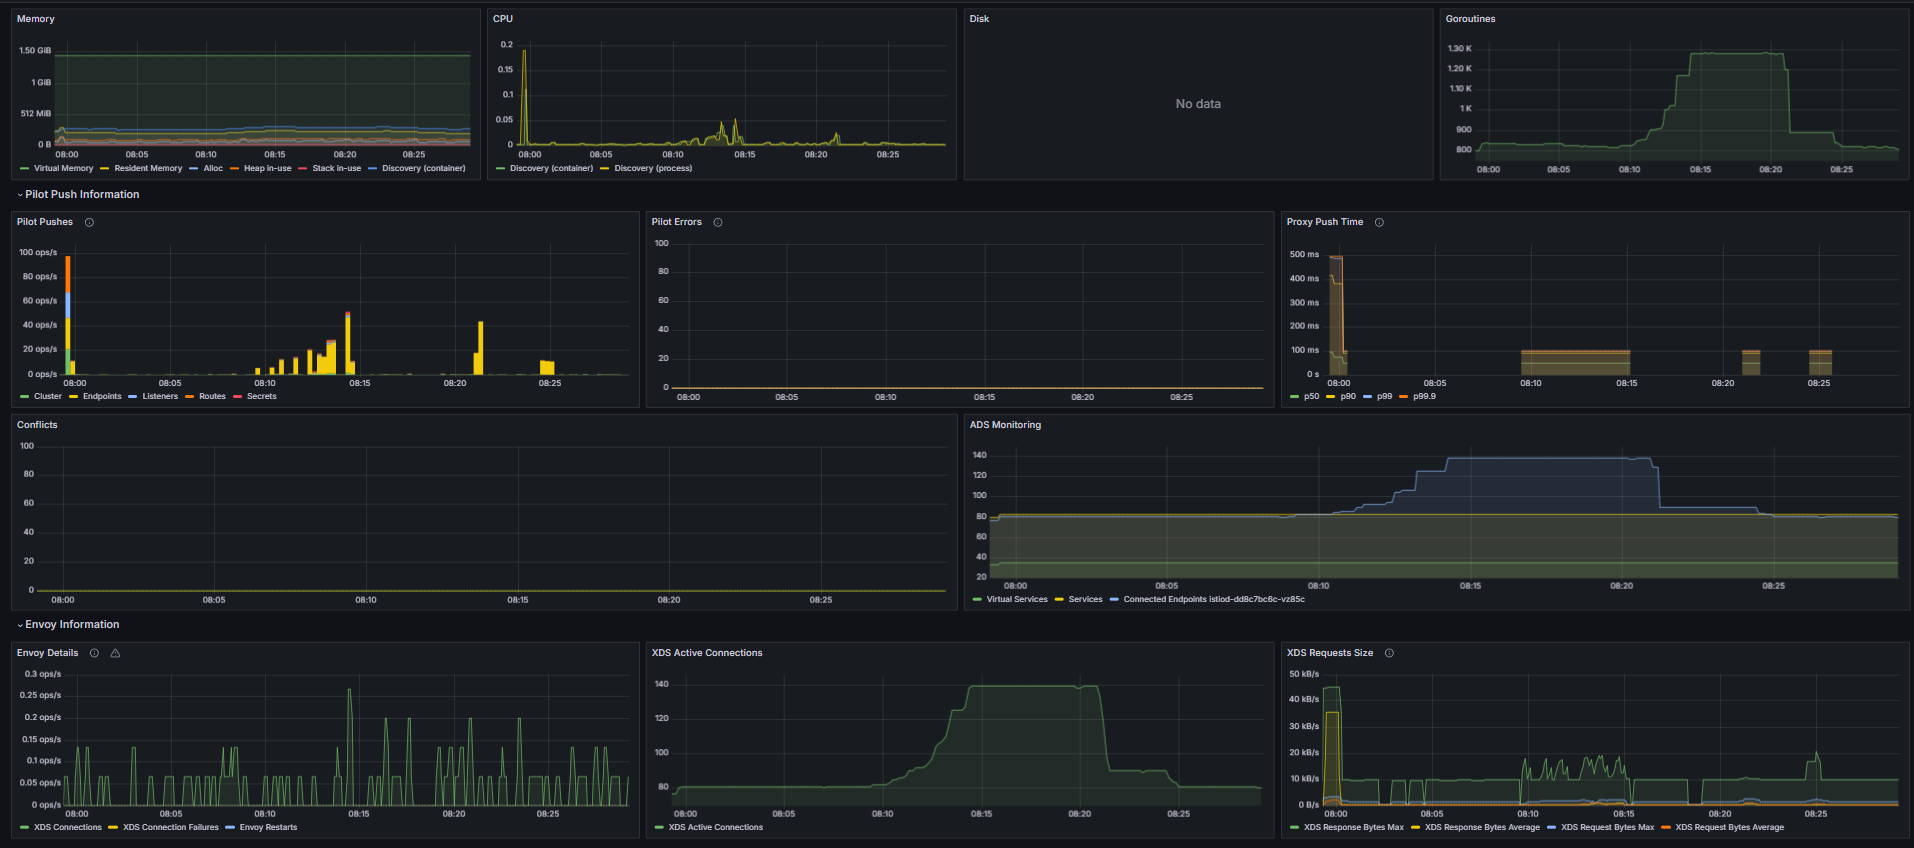 Memory
1.50 GiB
1 GiB
512 MiB
0 B
08:00 08:05 08:10 08:15 08:20 08:25
Virtual Memory Resident Memory Alloc Heap in-use Stack in-use Discovery (container)
CPU
0.2
0.15
0.1
0.05
0
08:00 08:05 08:10 08:15 08:20 08:25
Discovery (container) Discovery (process)
Disk
No data
Goroutines
1.30 K
1.20 K
1.10 K
1 K
900
800
08:00 08:05 08:10 08:15 08:20 08:25
Pilot Push Information
Pilot Pushes
100 ops/s
80 ops/s
60 ops/s
40 ops/s
20 ops/s
0 ops/s
08:00 08:05 08:10 08:15 08:20 08:25
Cluster Endpoints Listeners Routes Secrets
Pilot Errors
100
80
60
40
20
0
08:00 08:05 08:10 08:15 08:20 08:25
Proxy Push Time
500 ms
400 ms
300 ms
200 ms
100 ms
0 s
08:00 08:05 08:10 08:15 08:20 08:25
p50 p90 p99 p99.9
Conflicts
100
80
60
40
20
0
08:00 08:05 08:10 08:15 08:20 08:25
ADS Monitoring
140
120
100
80
60
40
20
08:00 08:05 08:10 08:15 08:20 08:25
Virtual Services Services Connected Endpoints istiod-dd8c7bc6c-vz85c
Envoy Information
Envoy Details
0.3 ops/s
0.25 ops/s
0.2 ops/s
0.15 ops/s
0.1 ops/s
0.05 ops/s
0 ops/s
08:00 08:05 08:10 08:15 08:20 08:25
XDS Connections XDS Connection Failures Envoy Restarts
XDS Active Connections
140
120
100
80
08:00 08:05 08:10 08:15 08:20 08:25
XDS Active Connections
XDS Requests Size
50 kB/s
40 kB/s
30 kB/s
20 kB/s
10 kB/s
0 B/s
08:00 08:05 08:10 08:15 08:20 08:25
XDS Response Bytes Max XDS Response Bytes Average XDS Request Bytes Max XDS Request Bytes Average